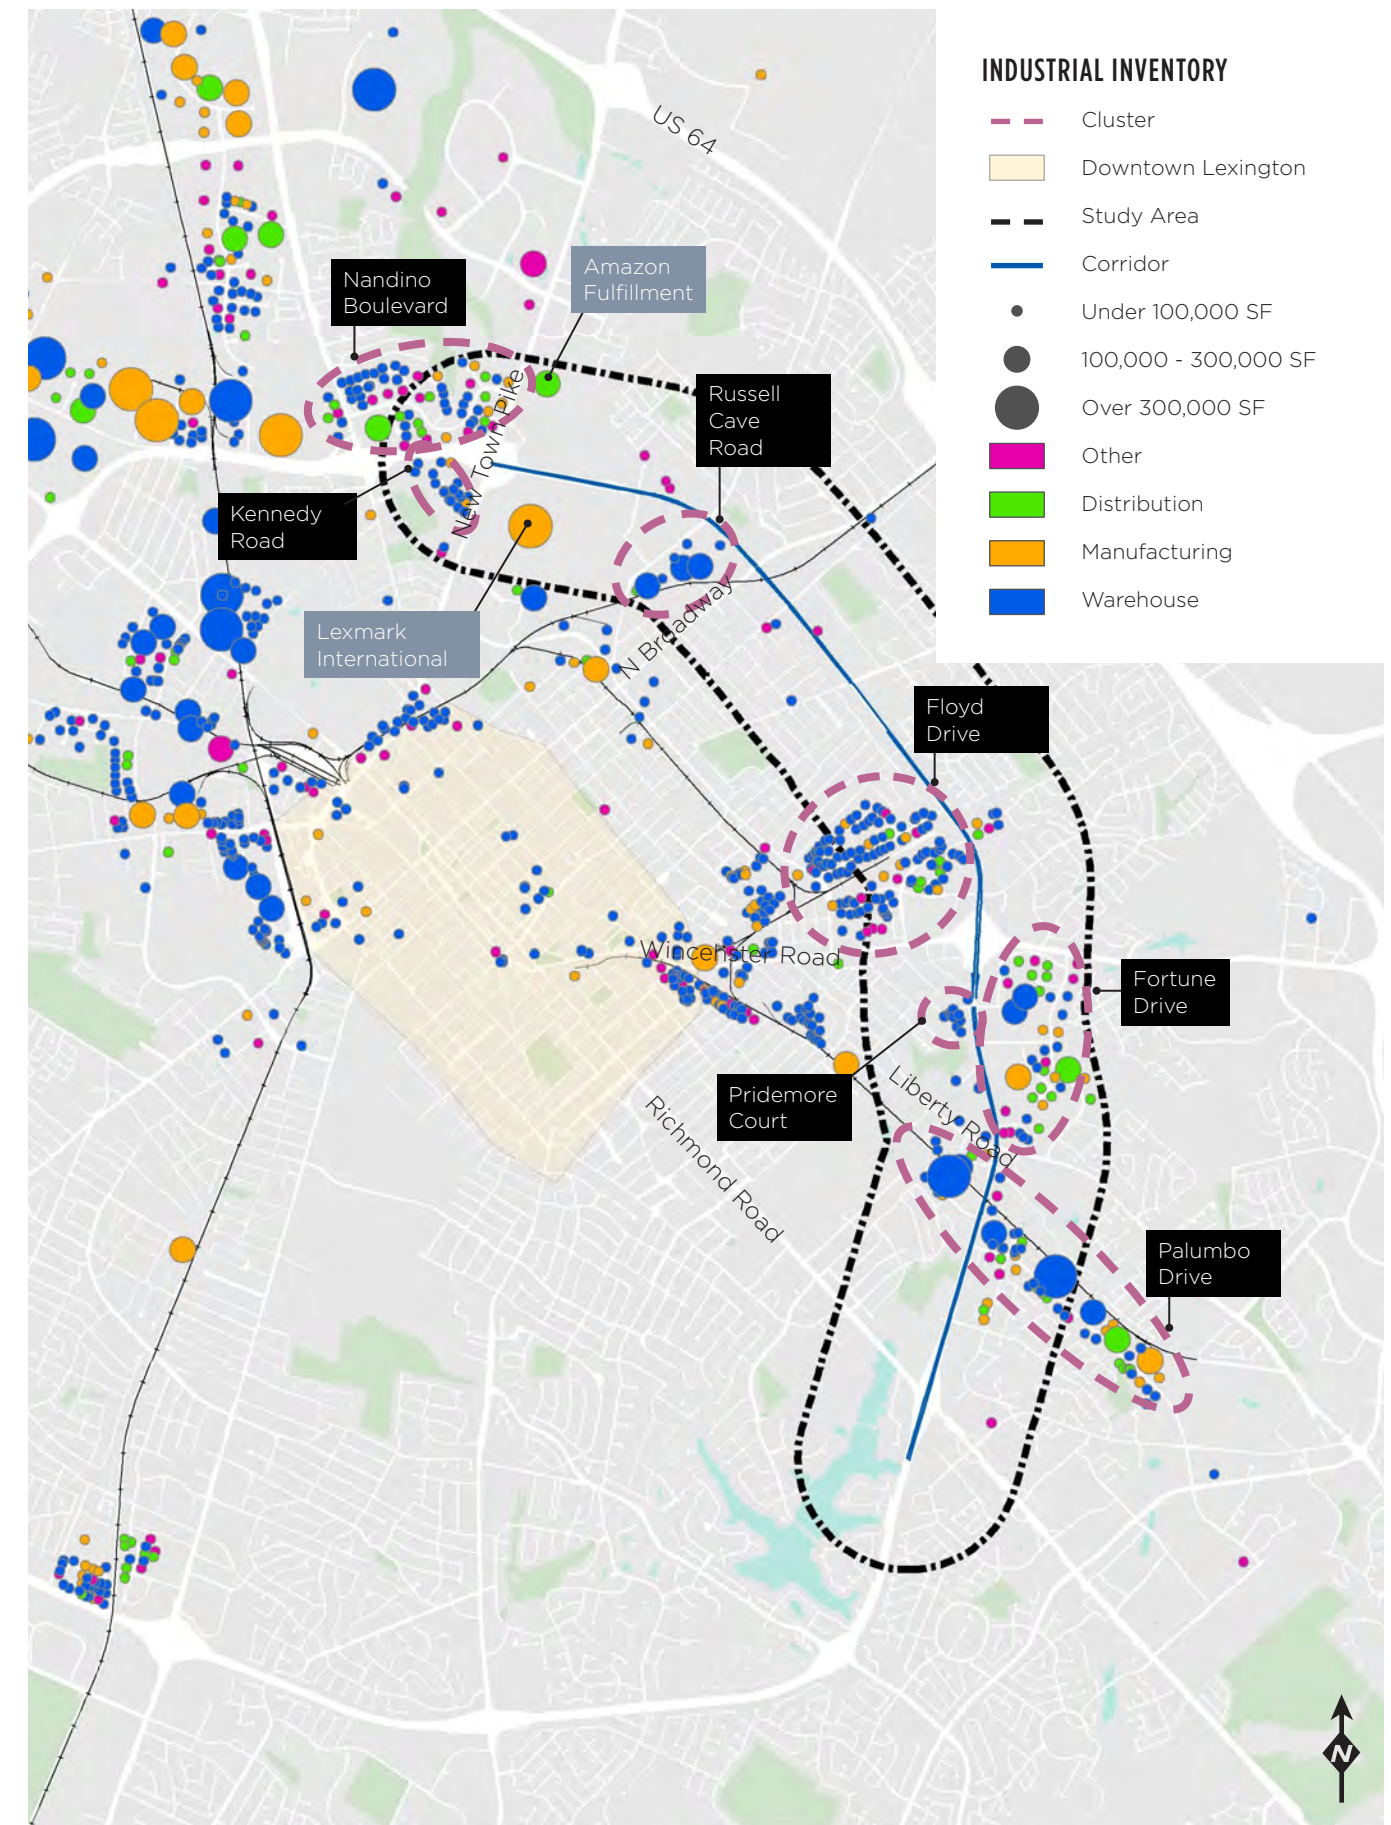 INDUSTRIAL INVENTORY
Cluster
Downtown Lexington
Study Area
Corridor
Under 100,000 SF
100,000 - 300,000 SF
Over 300,000 SF
Other
Distribution
Manufacturing
Warehouse
US 64
Nandino
Boulevard
Amazon
Fulfillment
New Town Pike
Russell
Cave
Road
Kennedy
Road
Lexmark
International
N Broadway
Floyd
Drive
Wincehster Road
Fortune
Drive
Pridemore
Court
Liberty Road
Richmond Road
Palumbo
Drive
N